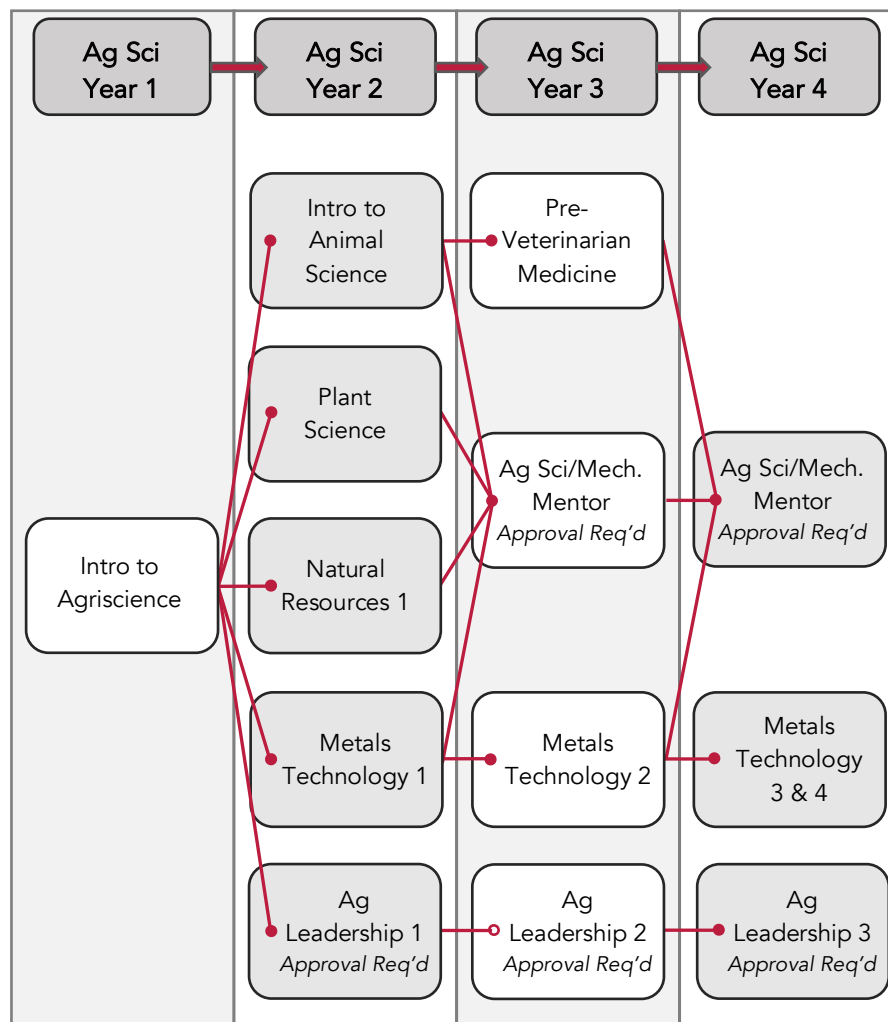 Ag Sci
Year 1
Ag Sci
Year 2
Ag Sci
Year 3
Ag Sci
Year 4
Intro to
Agriscience
Intro to
Animal
Science
Plant
Science
Natural
Resources 1
Metals
Technology 1
Ag
Leadership 1
Approval Req’d
Pre-
Veterinarian
Medicine
Ag Sci/Mech.
Mentor
Approval Req’d
Metals
Technology 2
Ag
Leadership 2
Approval Req’d
Ag Sci/Mech.
Mentor
Approval Req’d
Metals
Technology
3 & 4
Ag
Leadership 3
Approval Req’d